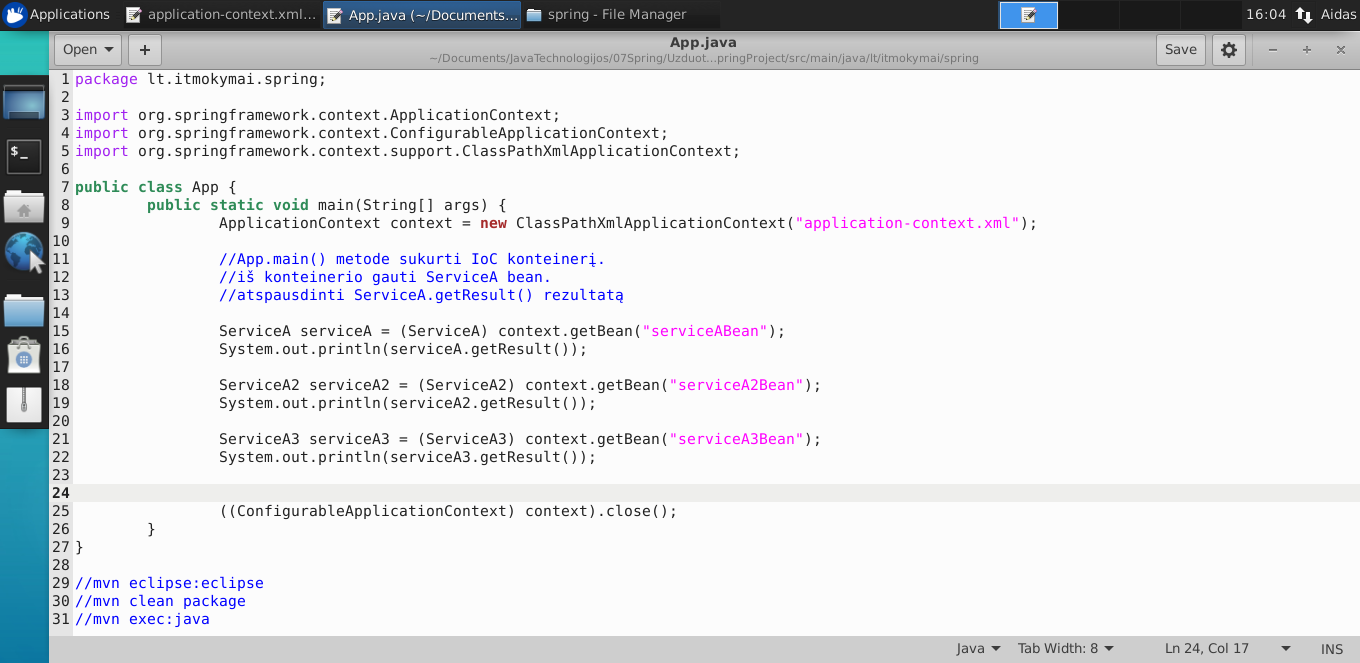 Applications
application-context.xml...
App.java (~/Documents...
spring - File Manager
16:04
Aidas
Open
+
App.java
~/Documents/JavaTechnologijos/07Spring/Uzduot...pringProject/src/main/java/lt/itmokymai/spring
Save
$_
1 package lt.itmokymai.spring;
2
3 import org.springframework.context.ApplicationContext;
4 import org.springframework.context.ConfigurableApplicationContext;
5 import org.springframework.context.support.ClassPathXmlApplicationContext;
6
7 public class App {
8 public static void main(String[] args) {
9 ApplicationContext context = new ClassPathXmlApplicationContext("application-context.xml");
10
11 //App.main() metode sukurti IoC konteinerį.
12 //iš konteinerio gauti ServiceA bean.
13 //atspausdinti ServiceA.getResult() rezultatą
14
15 ServiceA serviceA = (ServiceA) context.getBean("serviceABean");
16 System.out.println(serviceA.getResult());
17
18 ServiceA2 serviceA2 = (ServiceA2) context.getBean("serviceA2Bean");
19 System.out.println(serviceA2.getResult());
20
21 ServiceA3 serviceA3 = (ServiceA3) context.getBean("serviceA3Bean");
22 System.out.println(serviceA3.getResult());
23
24
25 ((ConfigurableApplicationContext) context).close();
26 }
27 }
28
29 //mvn eclipse:eclipse
30 //mvn clean package
31 //mvn exec:java
Java
Tab Width: 8
Ln 24, Col 17
INS